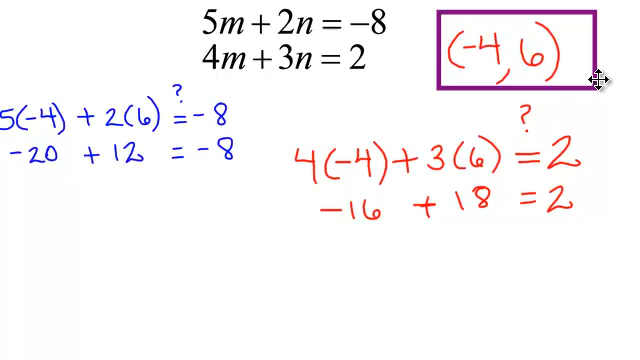 5m + 2n = −8
4m + 3n = 2
(-4, 6)
5(-4) + 2(6) ?= -8
-20 + 12 = -8
4(-4) + 3(6) ?= 2
-16 + 18 = 2